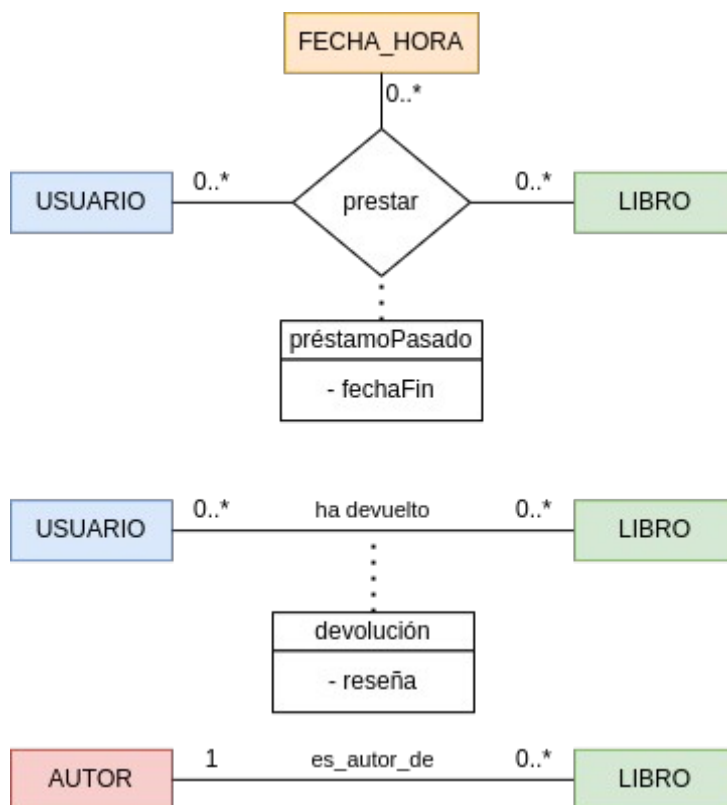 FECHA_HORA
0..*
USUARIO
0..*
prestar
0..*
LIBRO
préstamoPasado
- fechaFin
USUARIO
0..*
ha devuelto
0..*
LIBRO
devolución
- reseña
AUTOR
1
es_autor_de
0..*
LIBRO